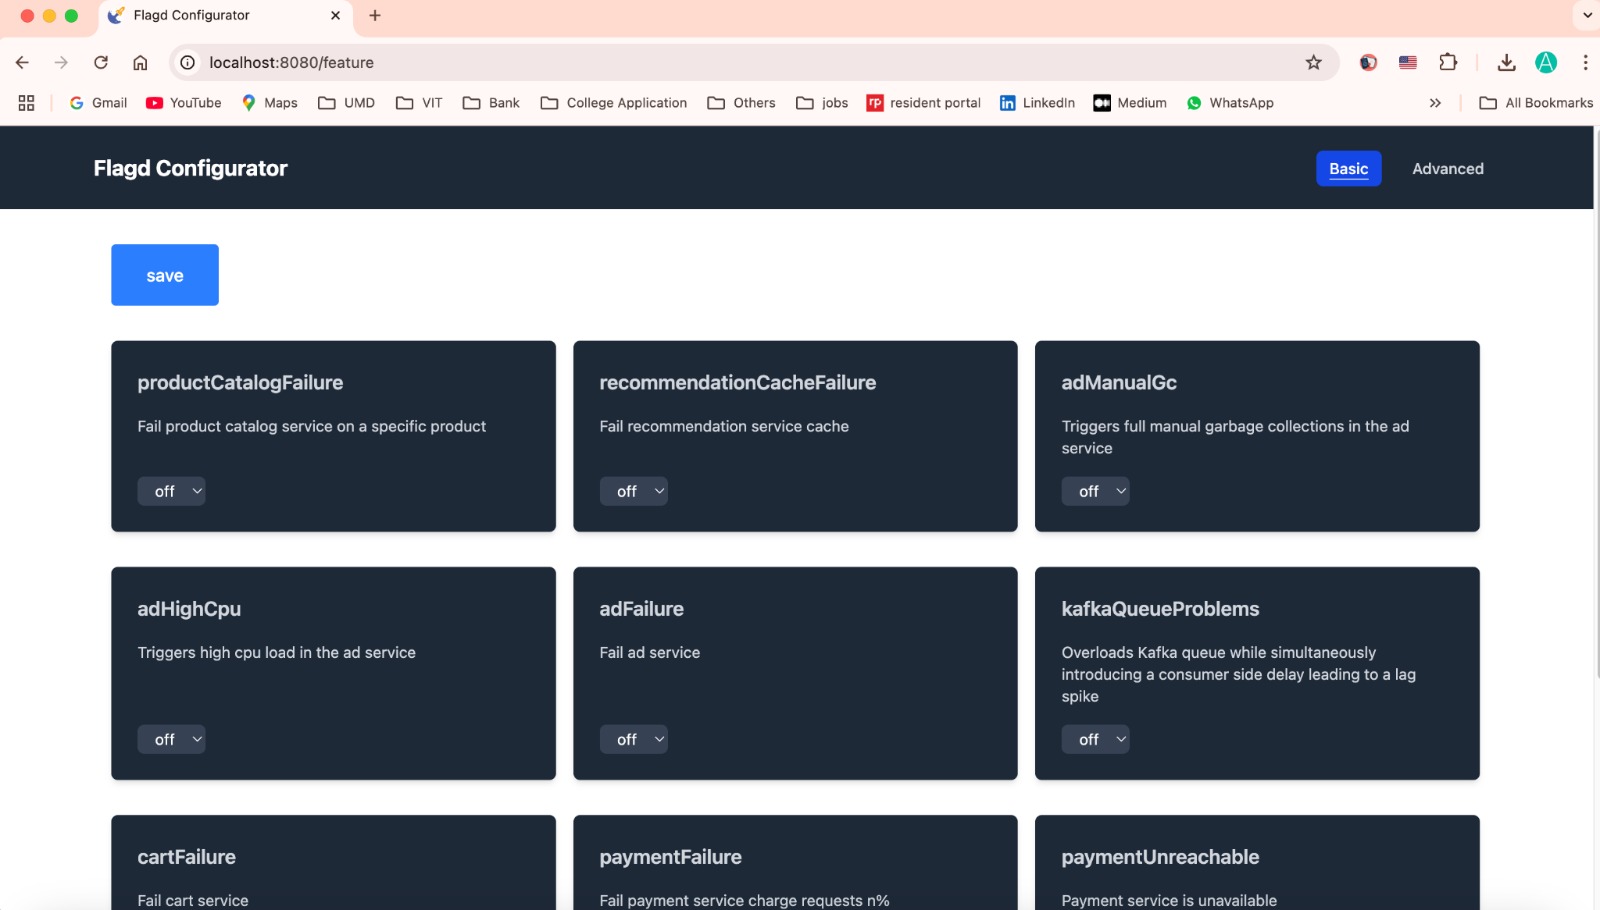 Flagd Configurator
localhost:8080/feature
A
Gmail YouTube Maps UMD VIT Bank College Application Others jobs rp resident portal in LinkedIn Medium WhatsApp » All Bookmarks
Flagd Configurator Basic Advanced
save
productCatalogFailure recommendationCacheFailure adManualGc
Fail product catalog service on a specific product Fail recommendation service cache Triggers full manual garbage collections in the ad
service
off off off
adHighCpu adFailure kafkaQueueProblems
Triggers high cpu load in the ad service Fail ad service Overloads Kafka queue while simultaneously
introducing a consumer side delay leading to a lag
spike
off off off
cartFailure paymentFailure paymentUnreachable
Fail cart service Fail payment service charge requests n% Payment service is unavailable